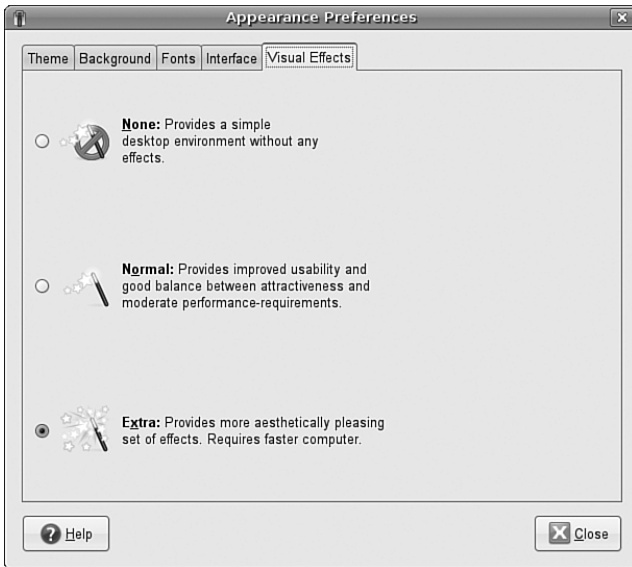 Appearance Preferences
Theme Background Fonts Interface Visual Effects
None: Provides a simple
desktop environment without any
effects.
Normal: Provides improved usability and
good balance between attractiveness and
moderate performance-requirements.
Extra: Provides more aesthetically pleasing
set of effects. Requires faster computer.
Help Close